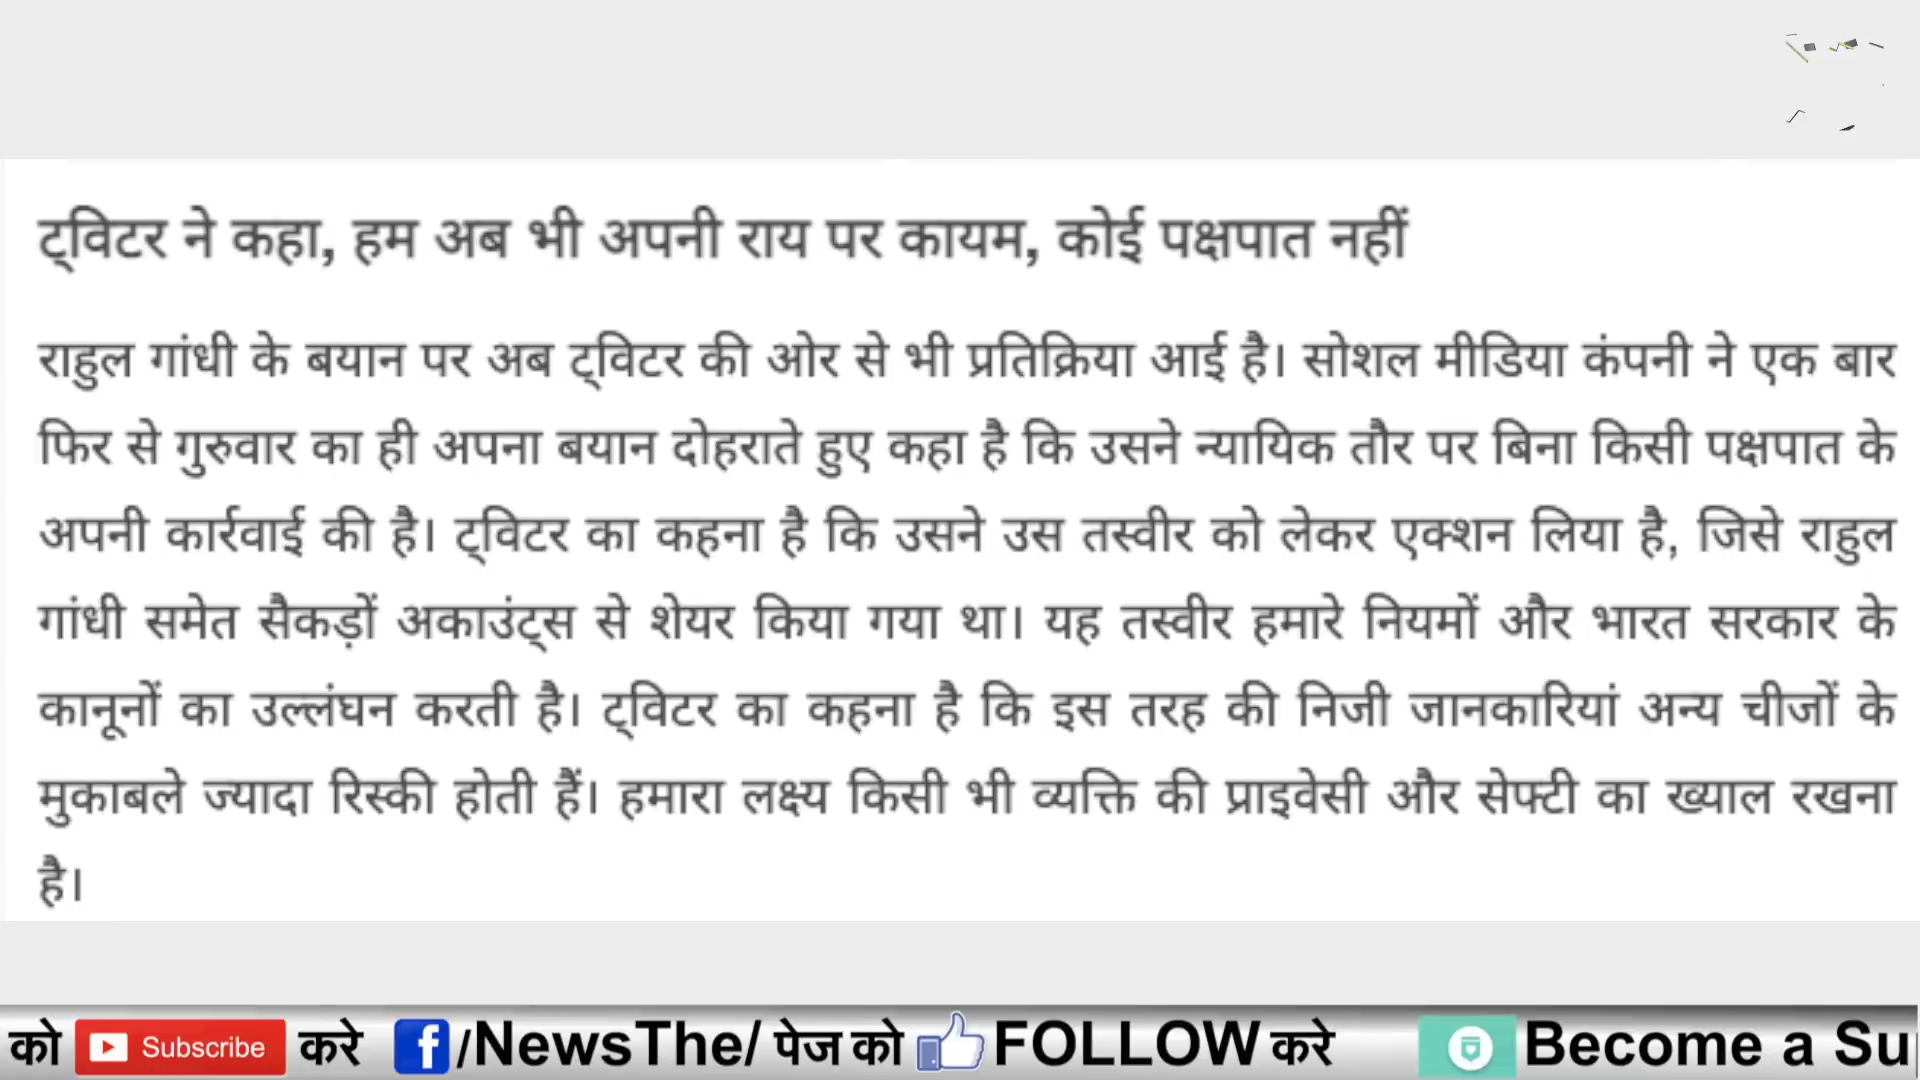 ट्विटर ने कहा, हम अब भी अपनी राय पर कायम, कोई पक्षपात नहीं
राहुल गांधी के बयान पर अब ट्विटर की ओर से भी प्रतिक्रिया आई है। सोशल मीडिया कंपनी ने एक बार
फिर से गुरुवार का ही अपना बयान दोहराते हुए कहा है कि उसने न्यायिक तौर पर बिना किसी पक्षपात के
अपनी कार्रवाई की है। ट्विटर का कहना है कि उसने उस तस्वीर को लेकर एक्शन लिया है, जिसे राहुल
गांधी समेत सैकड़ों अकाउंट्स से शेयर किया गया था। यह तस्वीर हमारे नियमों और भारत सरकार के
कानूनों का उल्लंघन करती है। ट्विटर का कहना है कि इस तरह की निजी जानकारियां अन्य चीजों के
मुकाबले ज्यादा रिस्की होती हैं। हमारा लक्ष्य किसी भी व्यक्ति की प्राइवेसी और सेफ्टी का ख्याल रखना
है।
को Subscribe करे f/NewsThe/ पेज को FOLLOW करे Become a Su